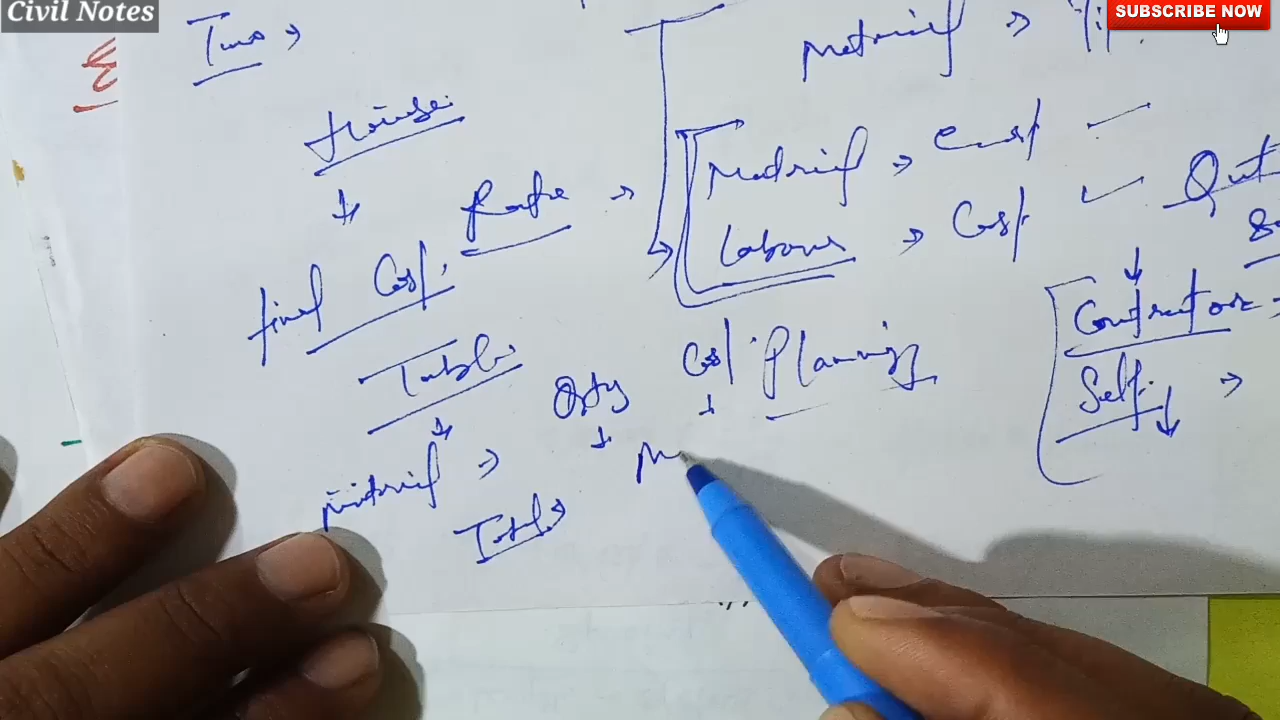 Civil Notes
SUBSCRIBE NOW
Two
House
Material
Material → Cost
Rate →
Labour → Cost
final Cost.
Table
Cost Planning
Qty
Contractor
Self
Material →
Table
M